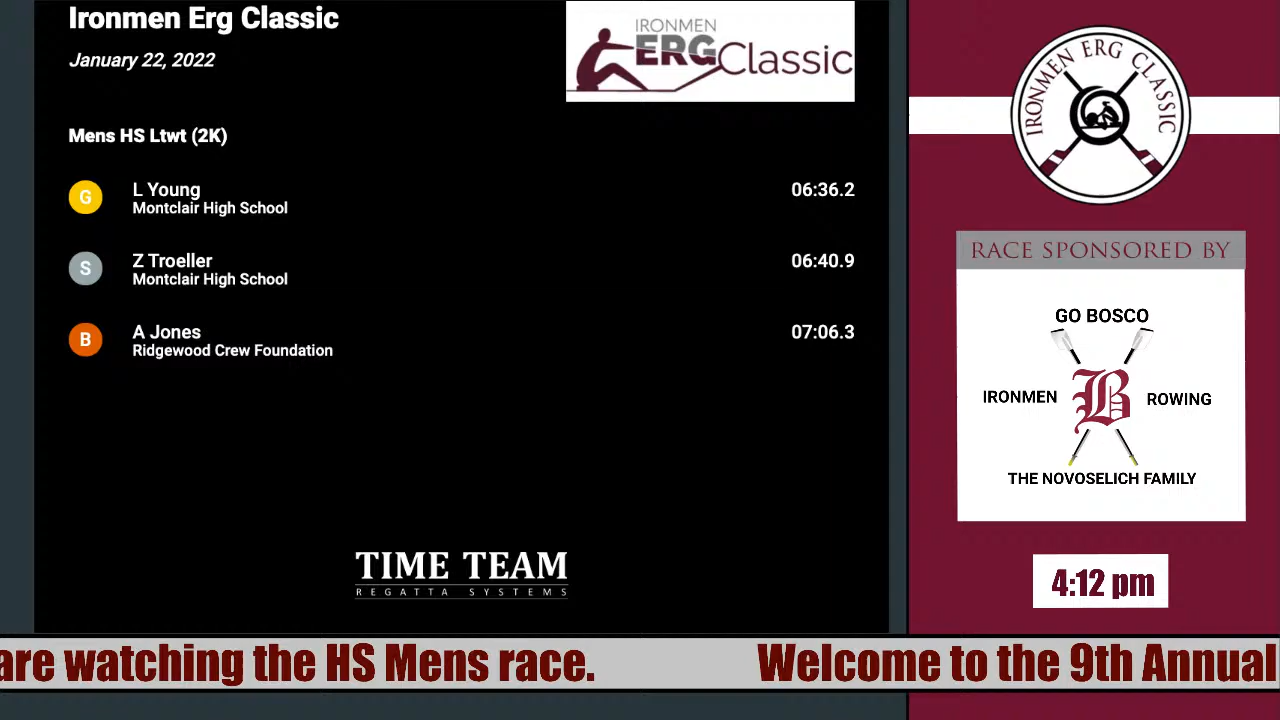 Ironmen Erg Classic
January 22, 2022
IRONMEN
ERGClassic
Mens HS Ltwt (2K)
G
L Young
Montclair High School
06:36.2
S
Z Troeller
Montclair High School
06:40.9
B
A Jones
Ridgewood Crew Foundation
07:06.3
TIME TEAM
REGATTA SYSTEMS
IRONMEN ERG CLASSIC
RACE SPONSORED BY
GO BOSCO
IRONMEN B ROWING
THE NOVOSELICH FAMILY
4:12 pm
are watching the HS Mens race. Welcome to the 9th Annual